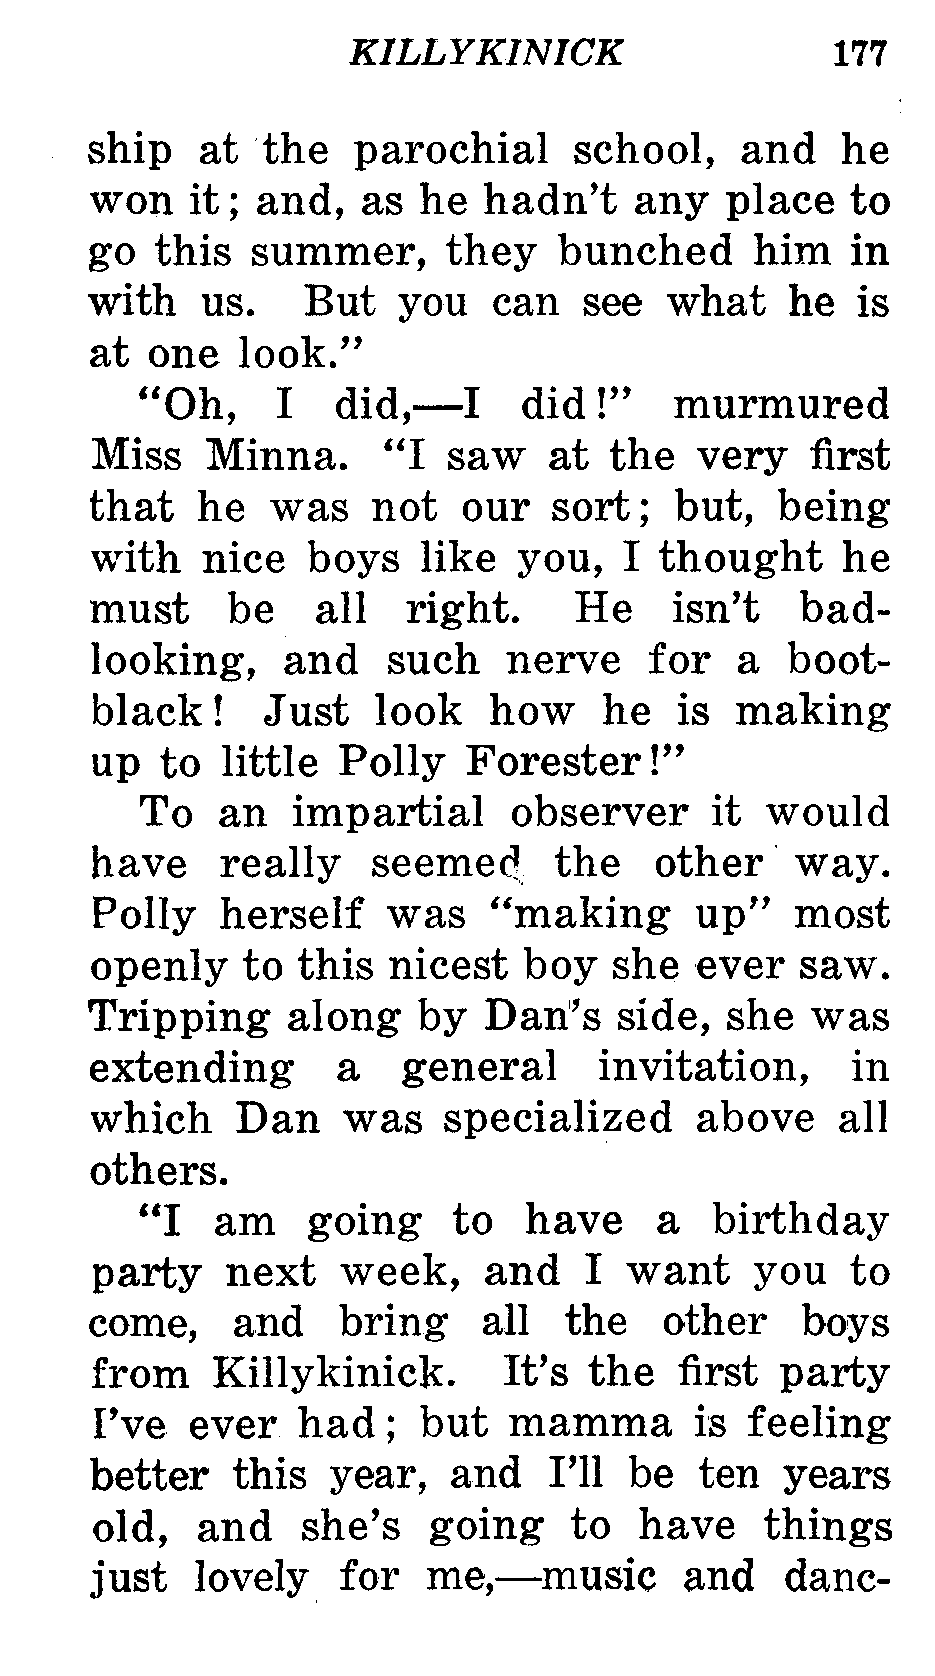 KILLYKINICK 177
ship at the parochial school, and he
won it; and, as he hadn't any place to
go this summer, they bunched him in
with us. But you can see what he is
at one look."
"Oh, I did,—I did!" murmured
Miss Minna. "I saw at the very first
that he was not our sort; but, being
with nice boys like you, I thought he
must be all right. He isn't bad-
looking, and such nerve for a boot-
black! Just look how he is making
up to little Polly Forester!"
To an impartial observer it would
have really seemed the other way.
Polly herself was "making up" most
openly to this nicest boy she ever saw.
Tripping along by Dan's side, she was
extending a general invitation, in
which Dan was specialized above all
others.
"I am going to have a birthday
party next week, and I want you to
come, and bring all the other boys
from Killykinick. It's the first party
I've ever had; but mamma is feeling
better this year, and I'll be ten years
old, and she's going to have things
just lovely for me,—music and danc-